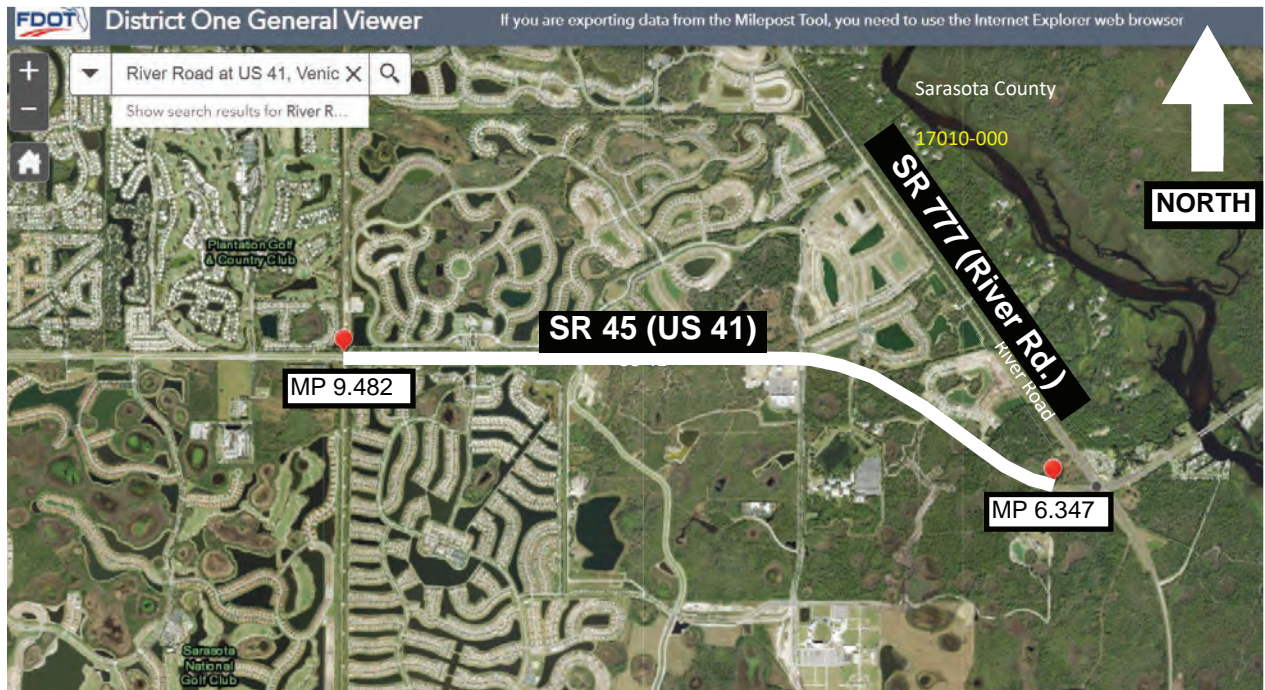 FDOT
District One General Viewer
If you are exporting data from the Milepost Tool, you need to use the Internet Explorer web browser
+
River Road at US 41, Venic
Show search results for River R...
−
Sarasota County
17010-000
NORTH
SR 777 (River Rd.)
River Road
Plantation Golf
& Country Club
SR 45 (US 41)
MP 9.482
MP 6.347
Sarasota
National
Golf Club